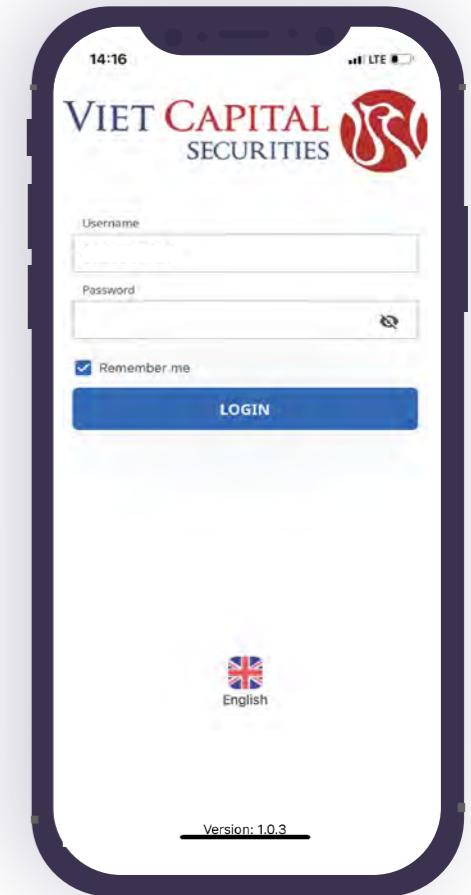 14:16 LTE
VIET CAPITAL
SECURITIES
Username
Password
Remember me
LOGIN
English
Version: 1.0.3